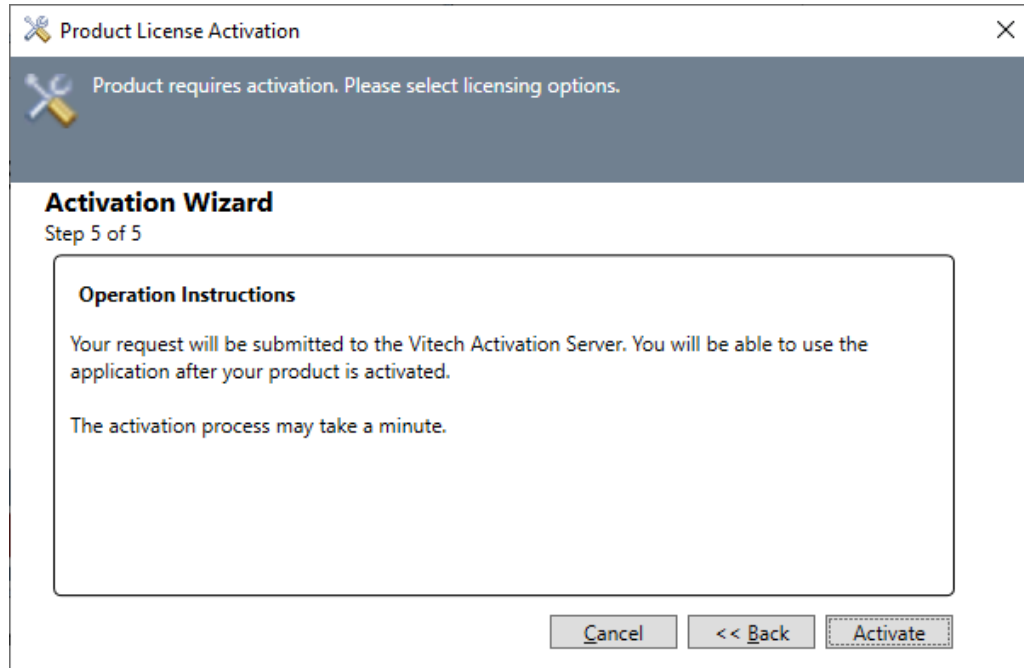 Product License Activation
Product requires activation. Please select licensing options.
Activation Wizard
Step 5 of 5
Operation Instructions
Your request will be submitted to the Vitech Activation Server. You will be able to use the
application after your product is activated.
The activation process may take a minute.
Cancel
<< Back
Activate